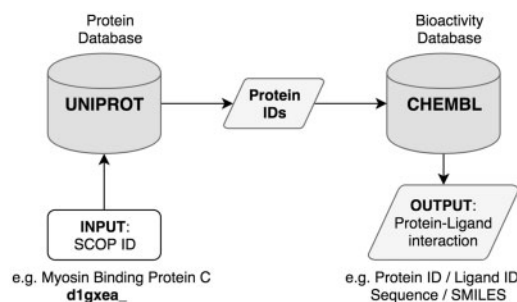 Protein
Database
Bioactivity
Database
UNIPROT
Protein
IDs
CHEMBL
INPUT:
SCOP ID
OUTPUT:
Protein-Ligand
interaction
e.g. Myosin Binding Protein C
d1gxea_
e.g. Protein ID / Ligand ID
Sequence / SMILES